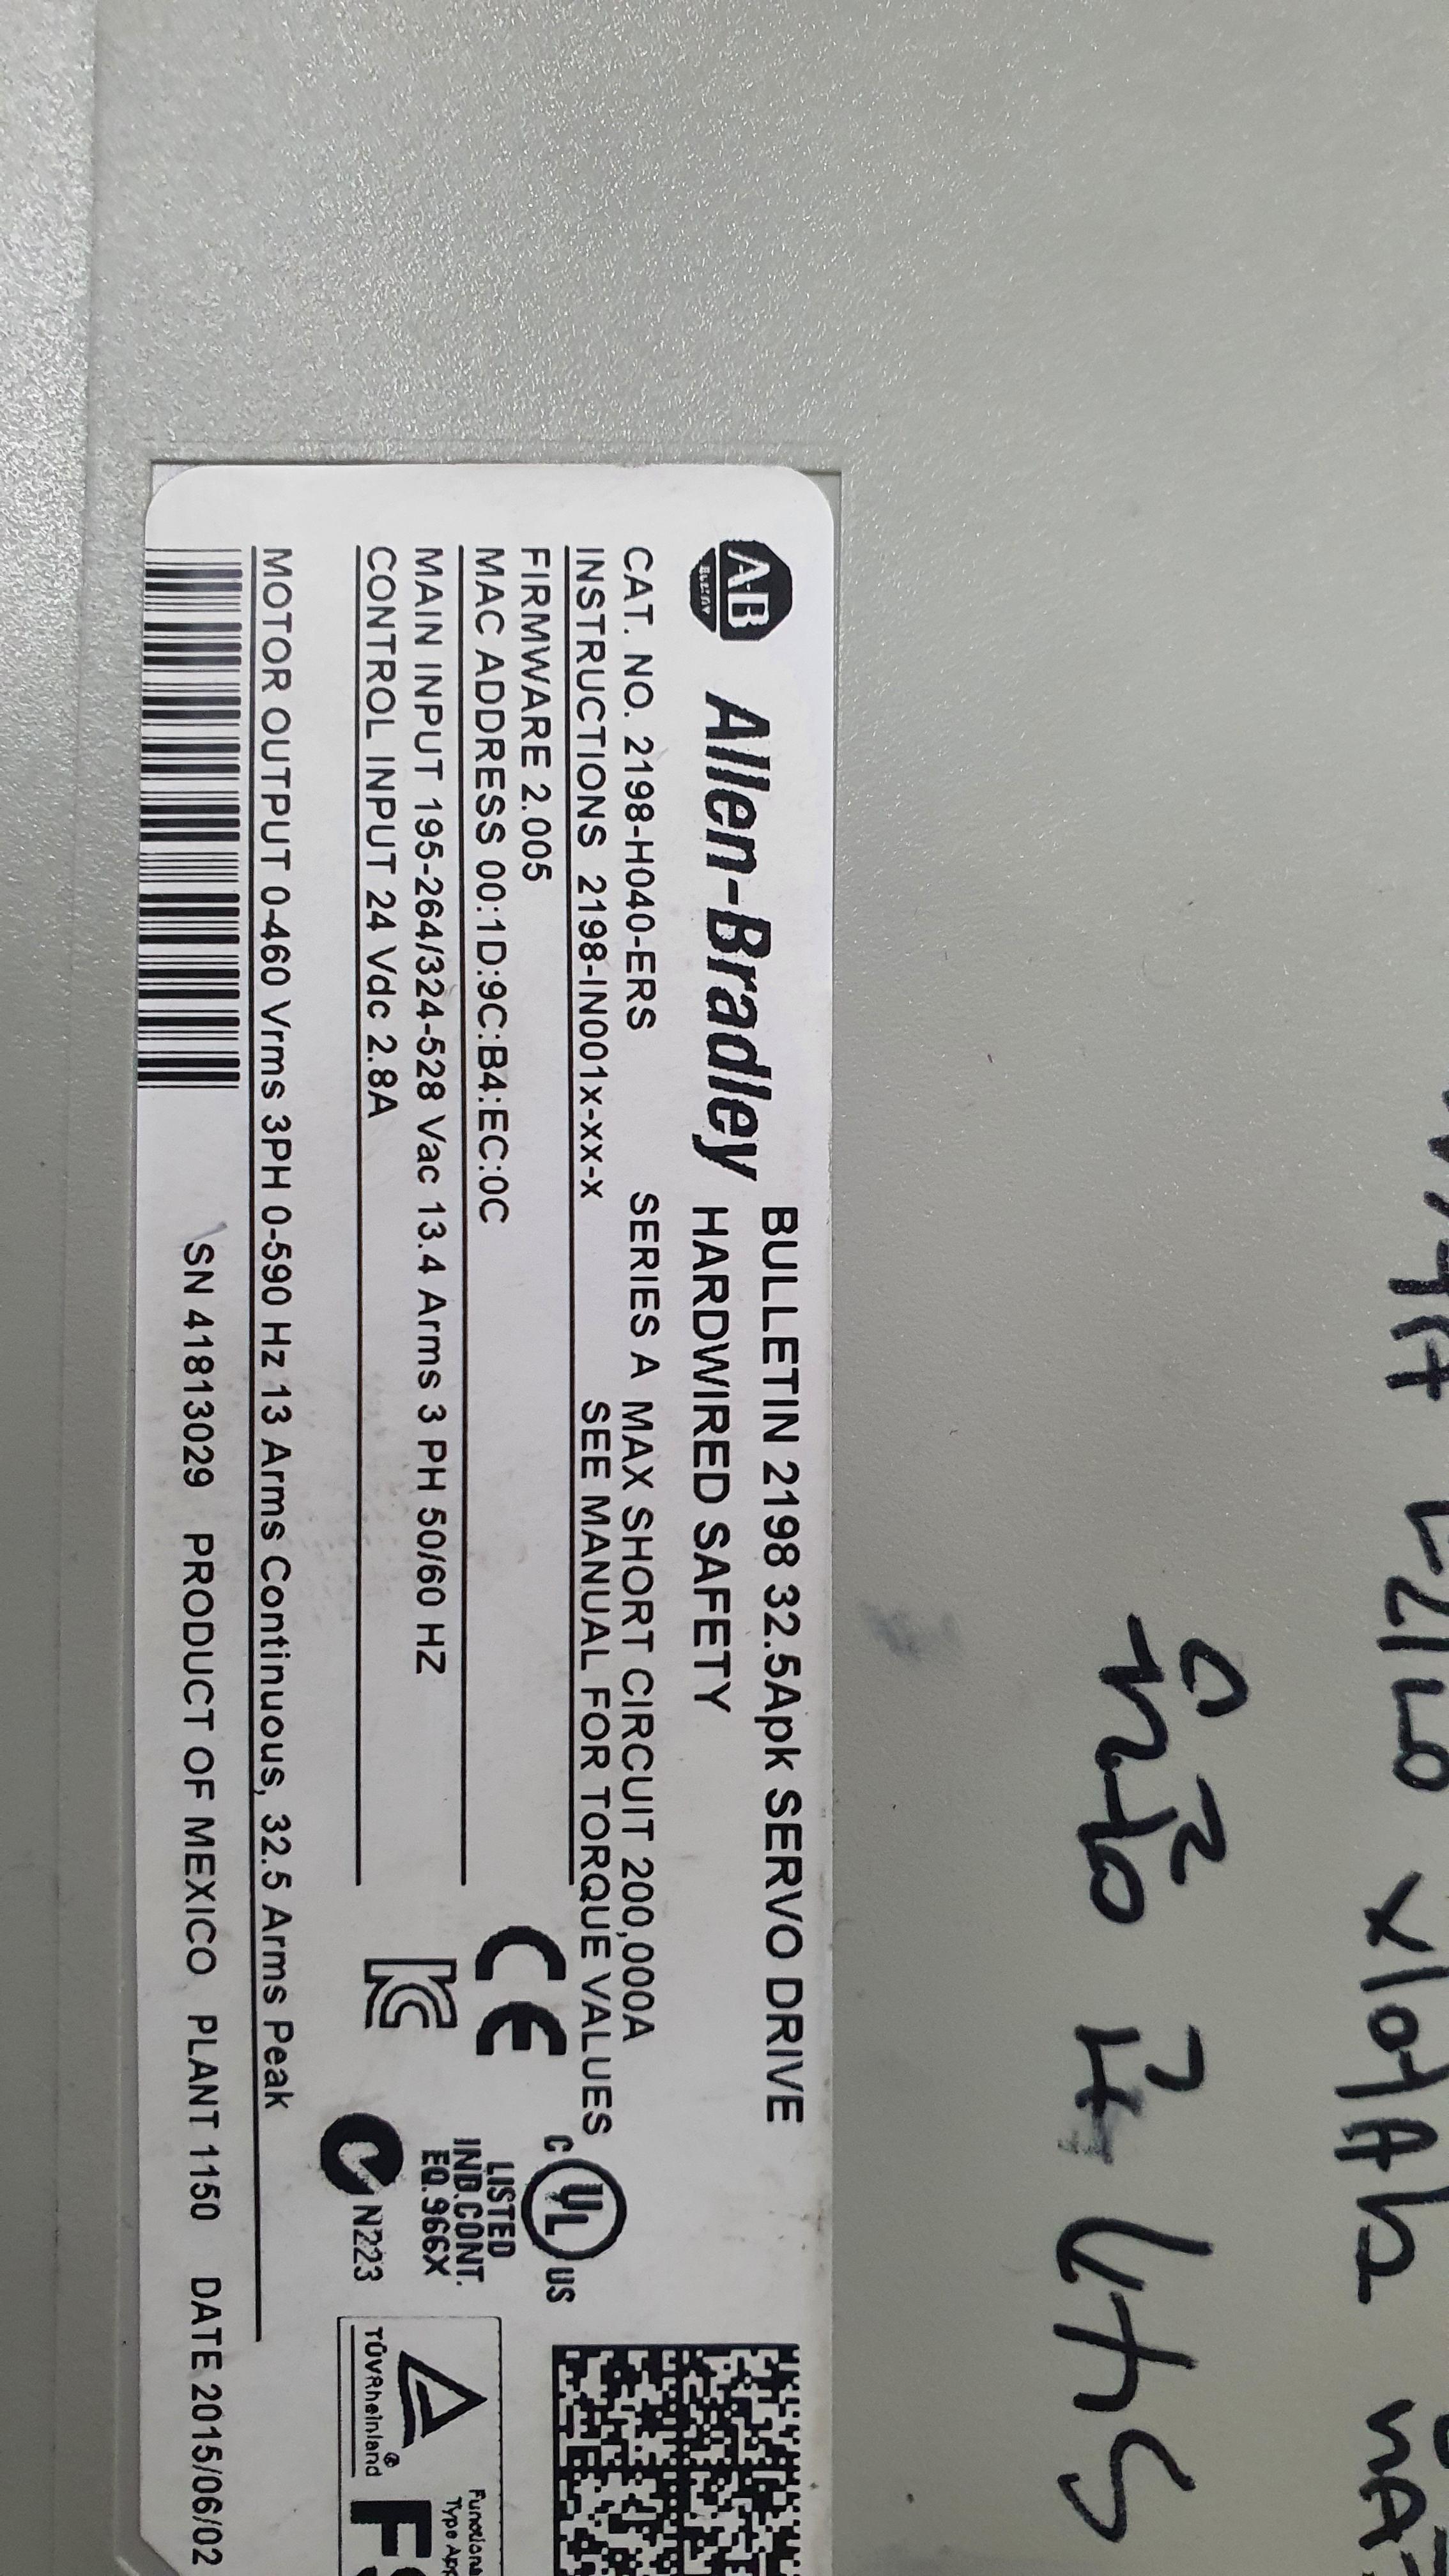 AB
Allen-Bradley
BULLETIN 2198 32.5Apk SERVO DRIVE
HARDWIRED SAFETY
CAT. NO. 2198-H040-ERS SERIES A MAX SHORT CIRCUIT 200,000A
INSTRUCTIONS 2198-IN001x-xx-x SEE MANUAL FOR TORQUE VALUES
FIRMWARE 2.005
MAC ADDRESS 00:1D:9C:B4:EC:0C
MAIN INPUT 195-264/324-528 Vac 13.4 Arms 3 PH 50/60 HZ
CONTROL INPUT 24 Vdc 2.8A
MOTOR OUTPUT 0-460 Vrms 3PH 0-590 Hz 13 Arms Continuous, 32.5 Arms Peak
SN 41813029 PRODUCT OF MEXICO PLANT 1150 DATE 2015/06/02
CE
C UL US
LISTED
IND.CONT.
EQ.966X
N223
TÜVRheinland®